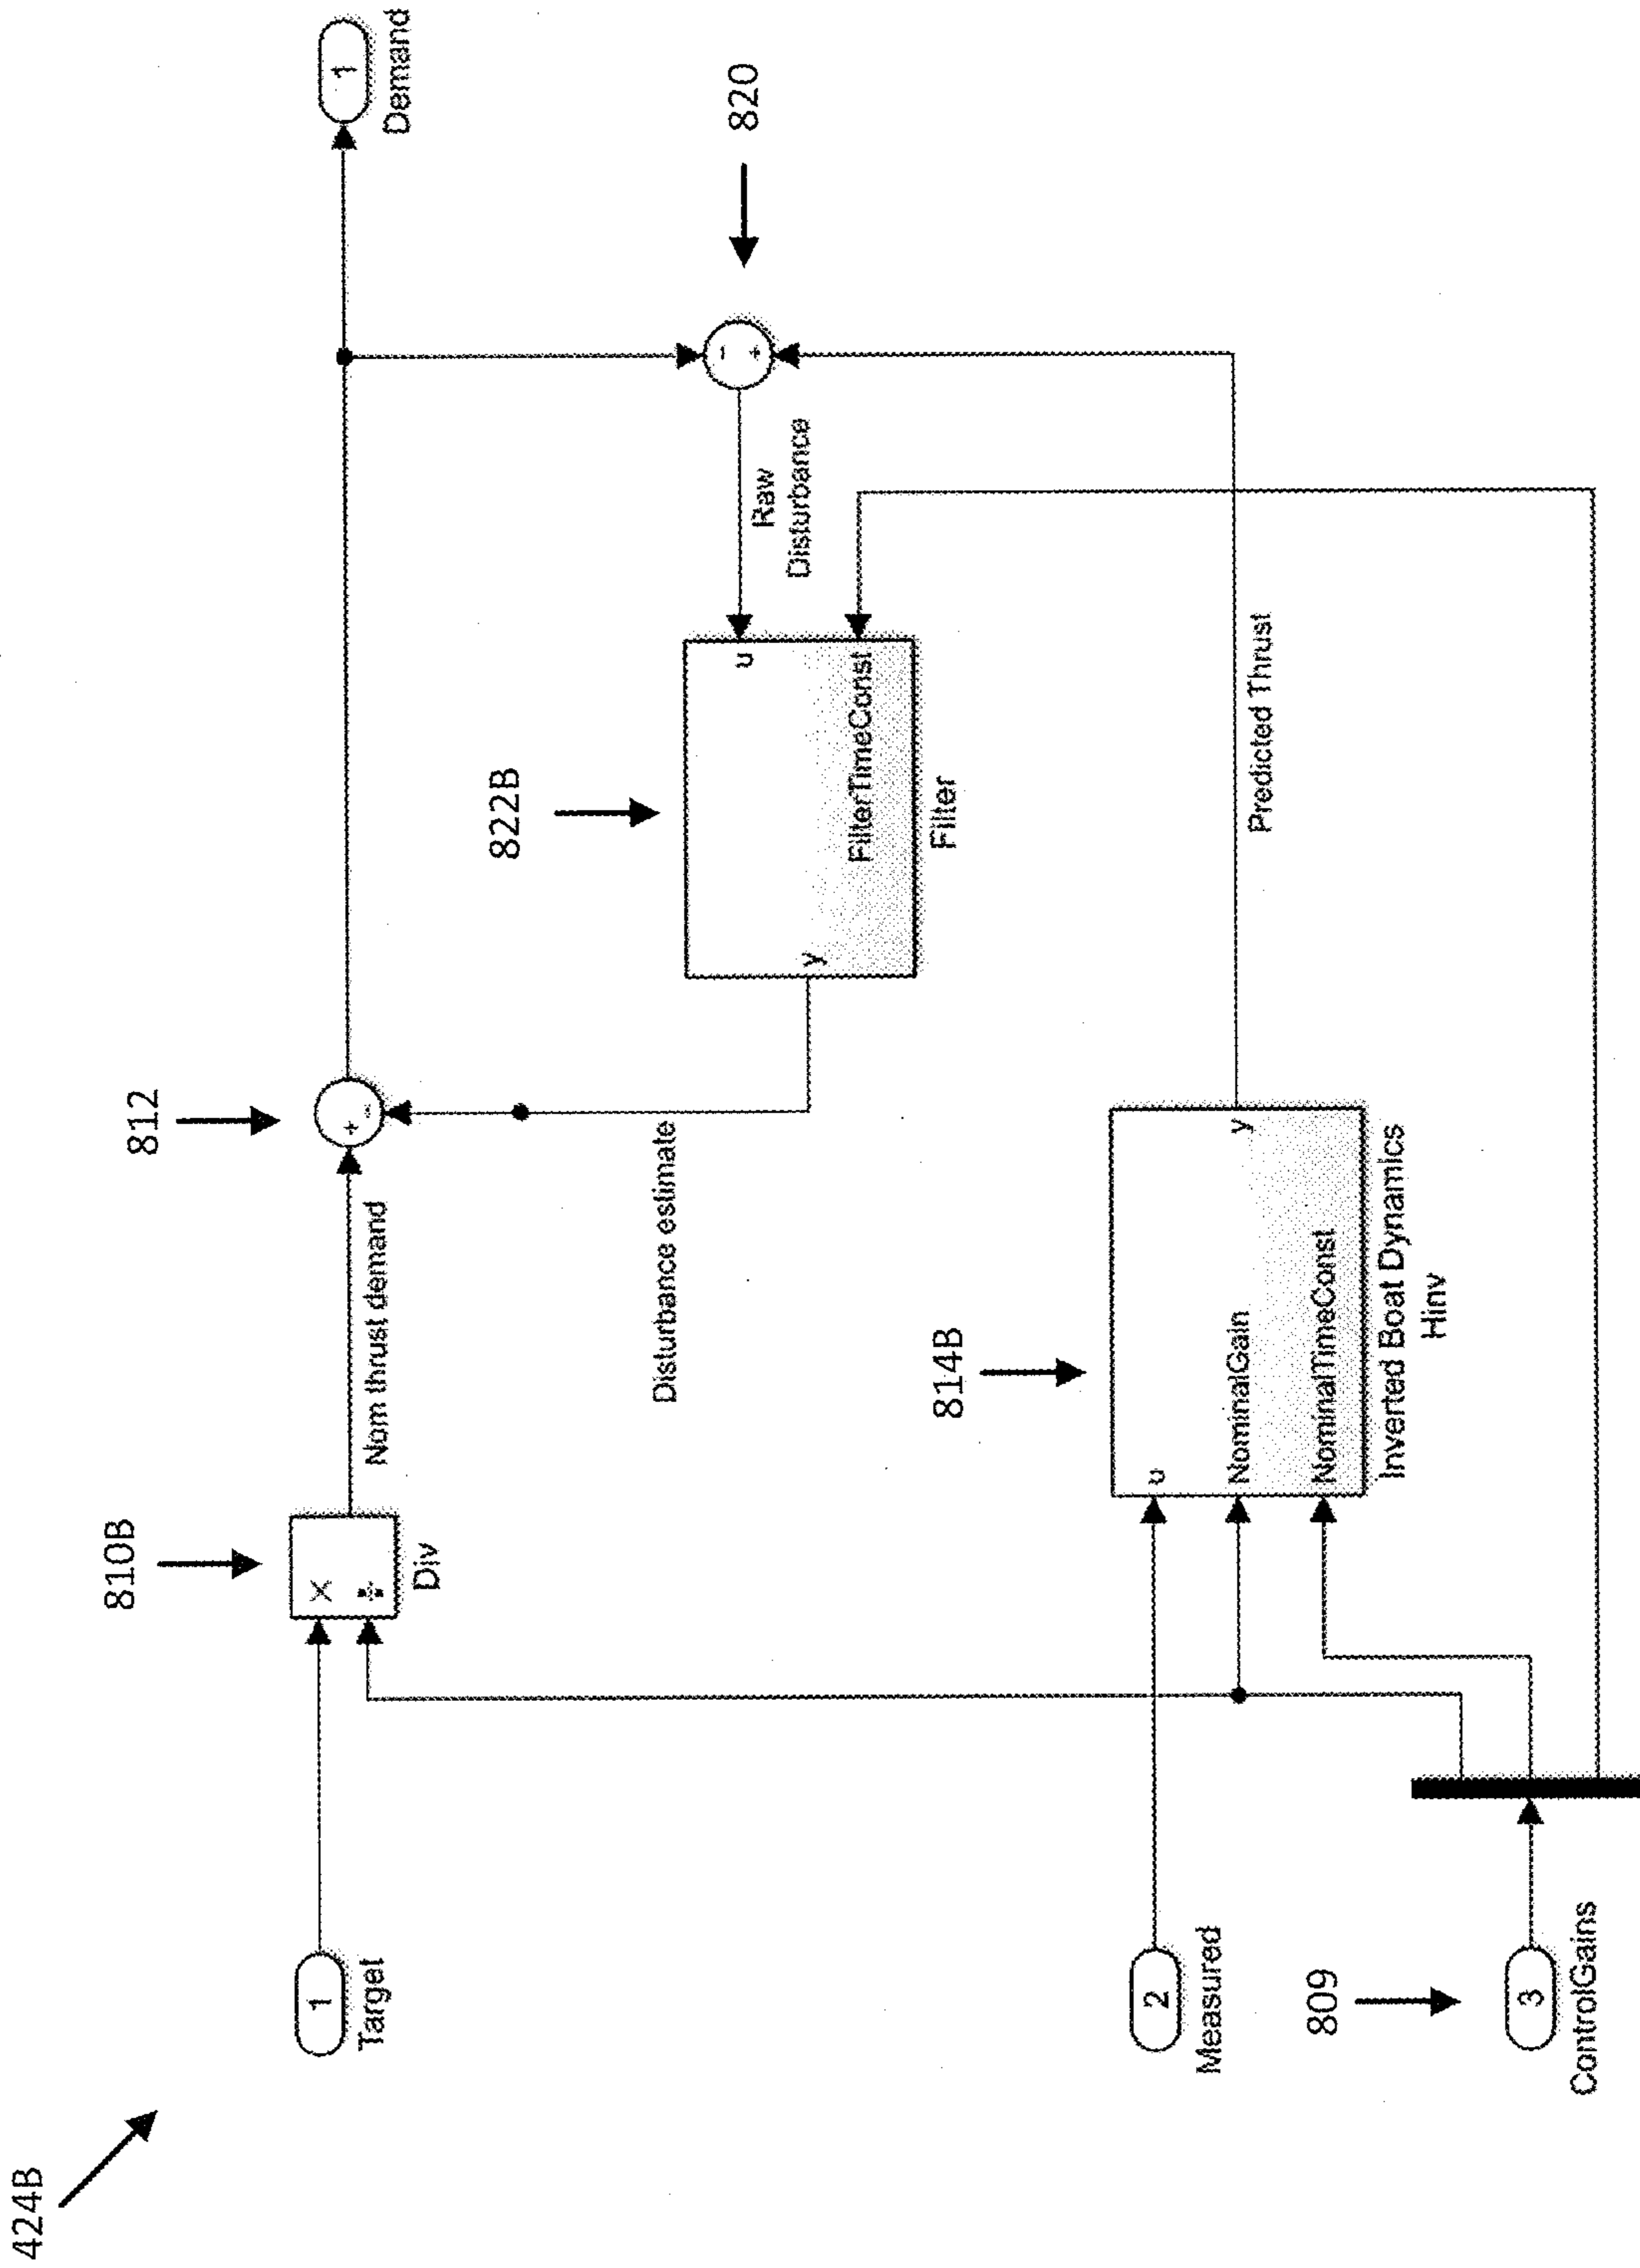 424B
810B
812
1
Target
×
÷
Div
Nom thrust demand
+
-
1
Demand
Disturbance estimate
822B
y
u
FilterTimeConst
Filter
Raw
Disturbance
-
+
820
2
Measured
814B
u
NominalGain
NominalTimeConst
y
Inverted Boat Dynamics
Hinv
Predicted Thrust
809
3
ControlGains